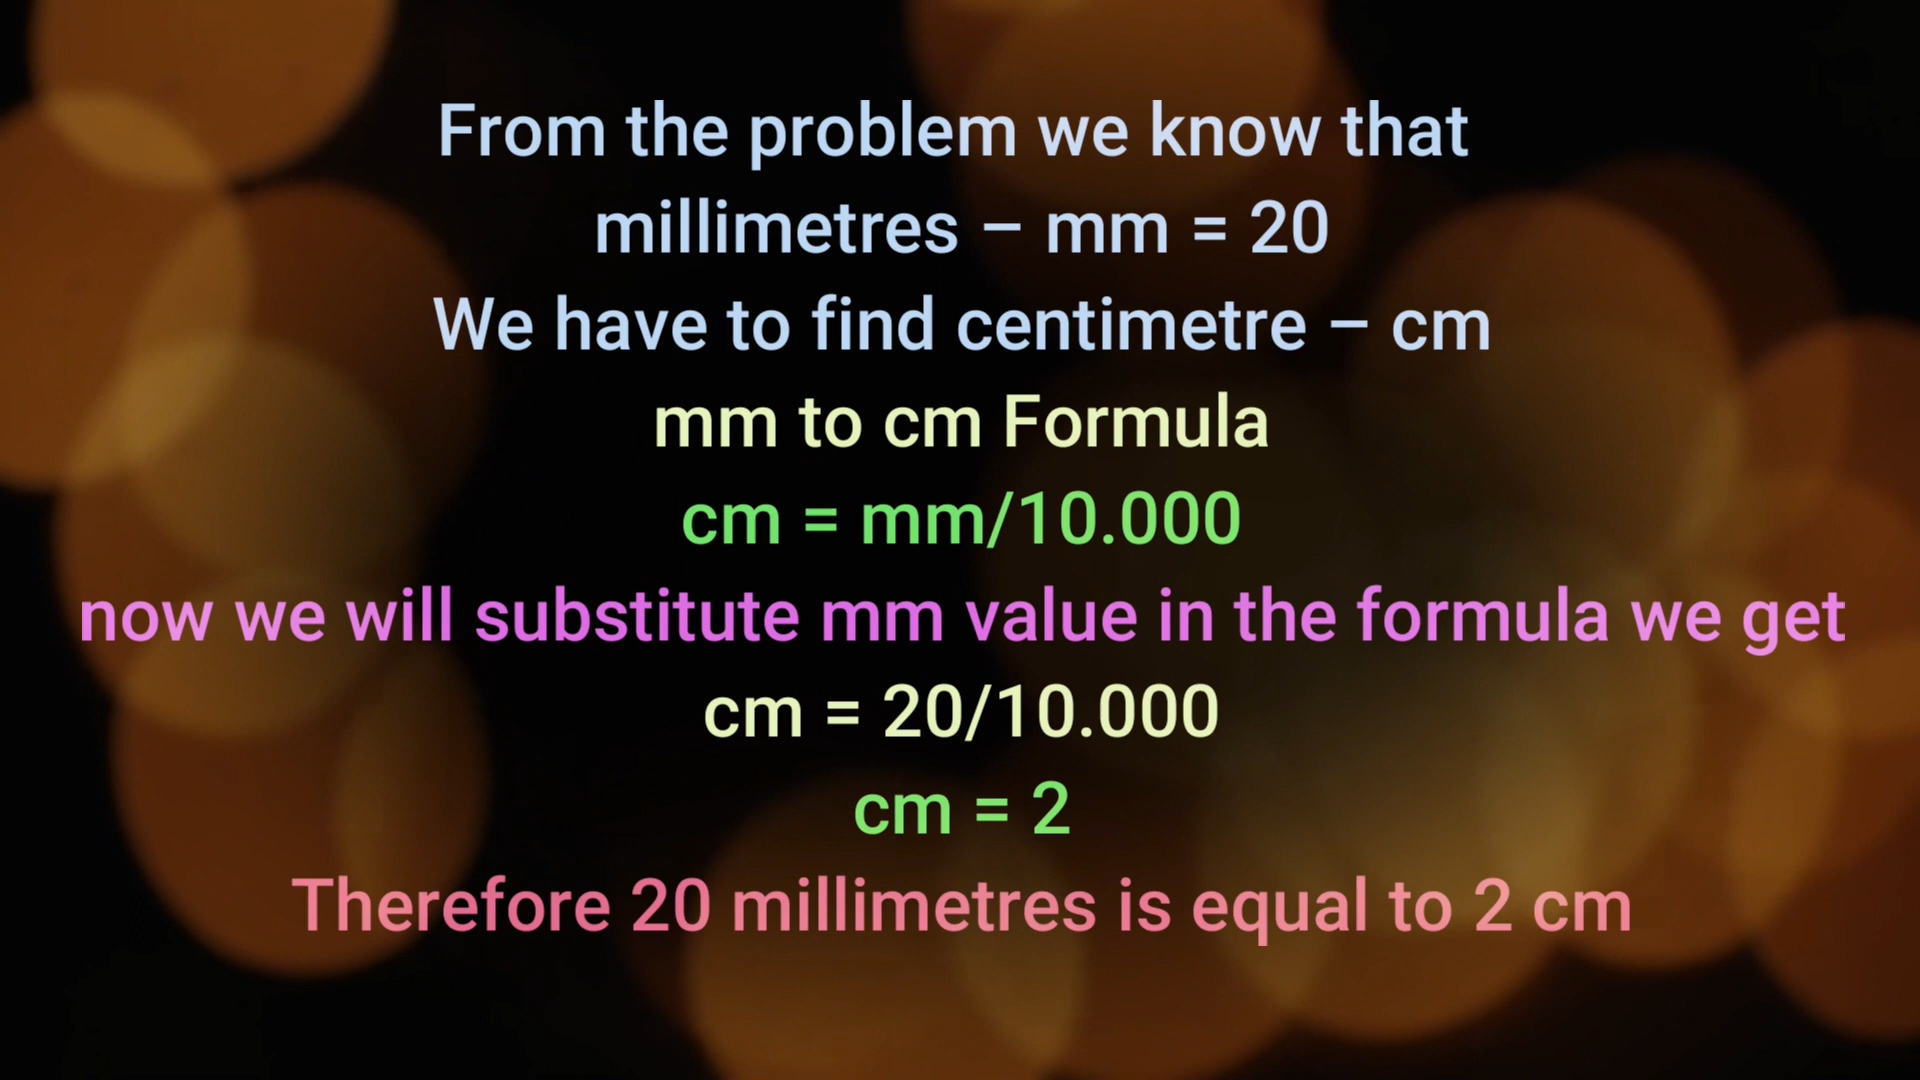 From the problem we know that
millimetres – mm = 20
We have to find centimetre – cm
mm to cm Formula
cm = mm/10.000
now we will substitute mm value in the formula we get
cm = 20/10.000
cm = 2
Therefore 20 millimetres is equal to 2 cm